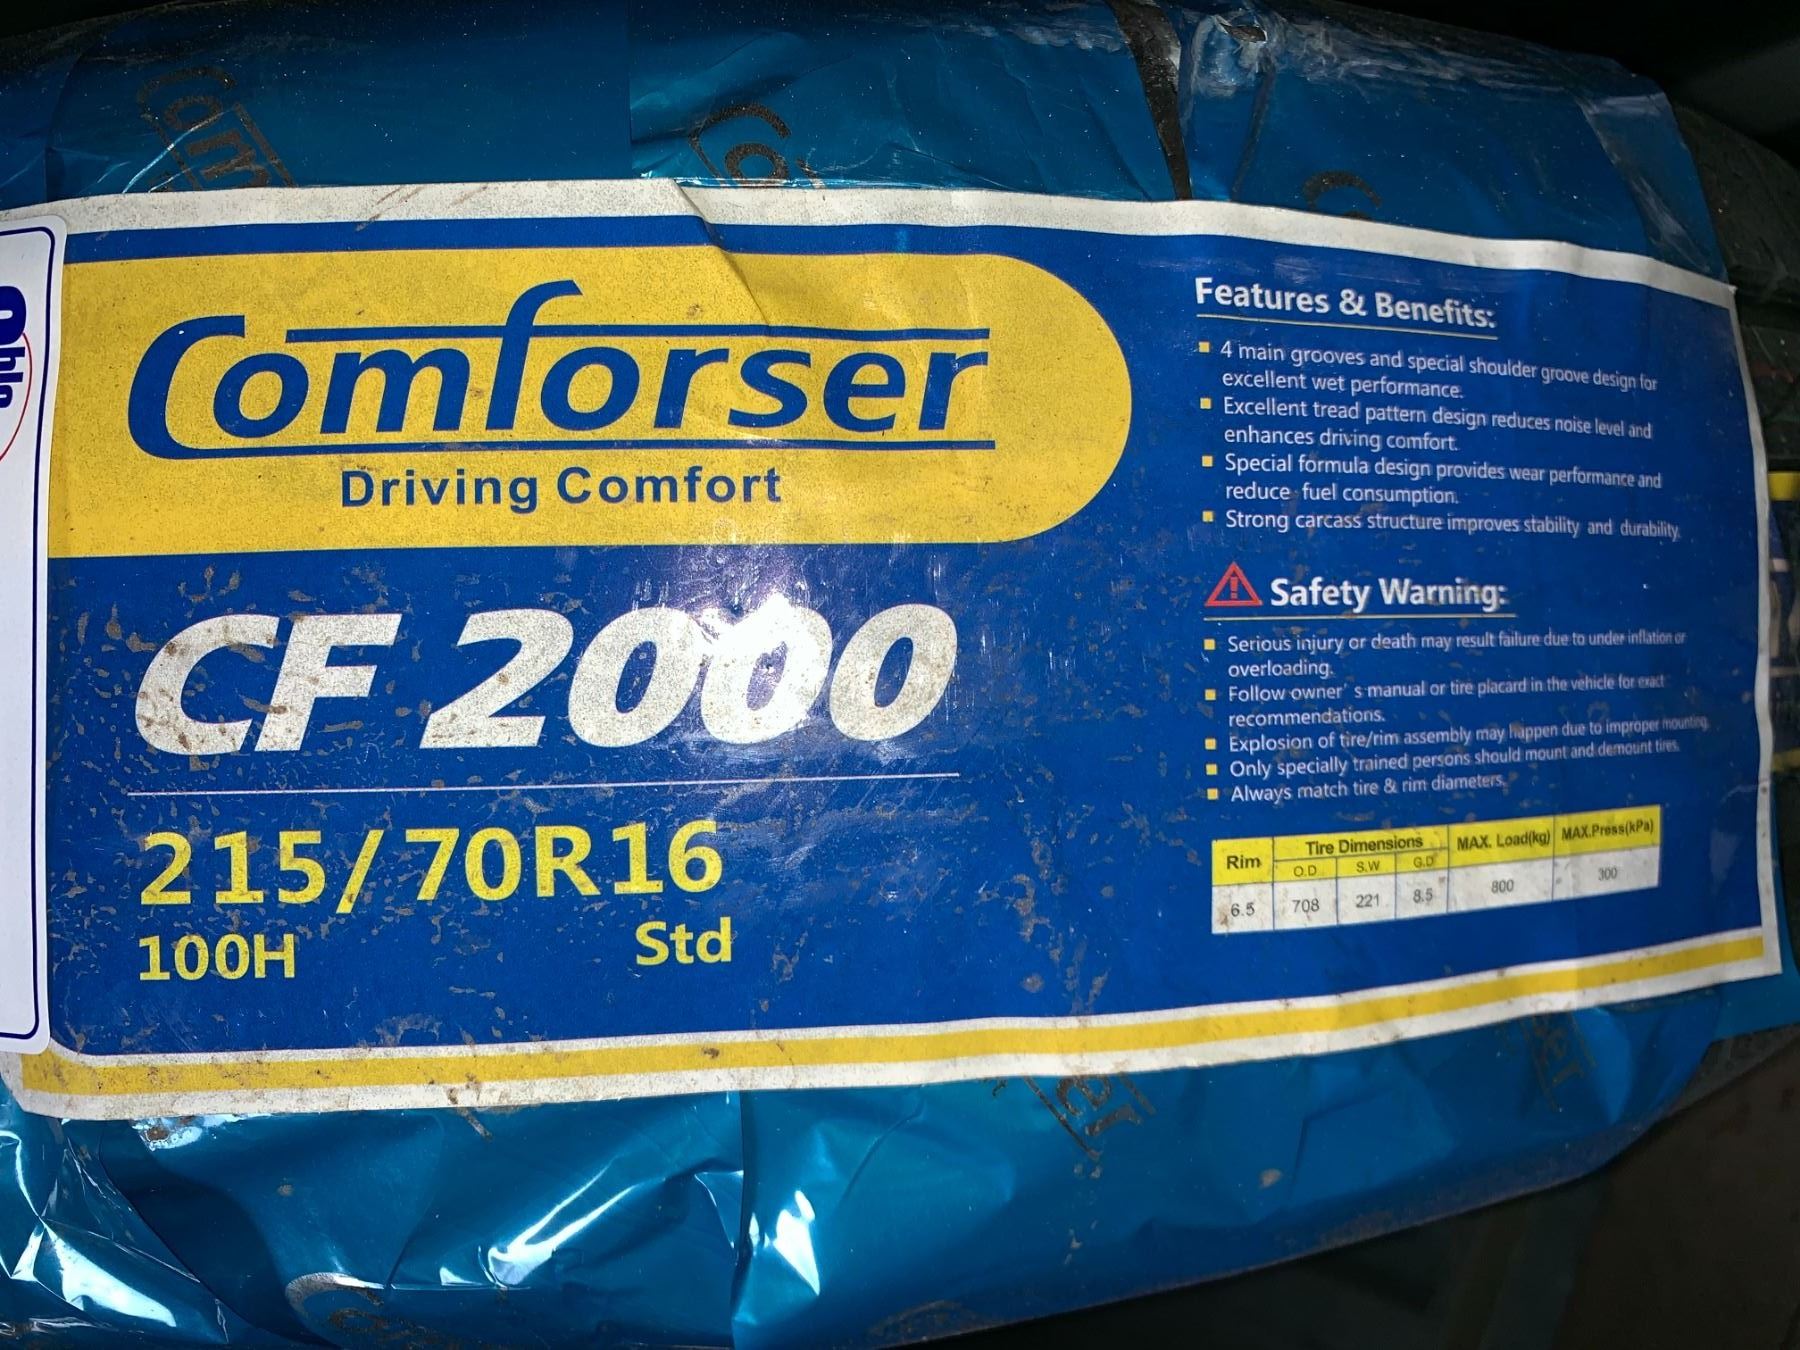 Comforser
Driving Comfort
CF 2000
215/70R16
100H Std
Features & Benefits:
4 main grooves and special shoulder groove design for
excellent wet performance.
Excellent tread pattern design reduces noise level and
enhances driving comfort.
Special formula design provides wear performance and
reduce fuel consumption.
Strong carcass structure improves stability and durability.
Safety Warning:
Serious injury or death may result failure due to under inflation or
overloading.
Follow owner's manual or tire placard in the vehicle for exact
recommendations.
Explosion of tire/rim assembly may happen due to improper mounting.
Only specially trained persons should mount and demount tires.
Always match tire & rim diameters.
Rim Tire Dimensions MAX. Load(kg) MAX.Press(kPa)
O.D S.W G.D
6.5 708 221 8.5 800 300